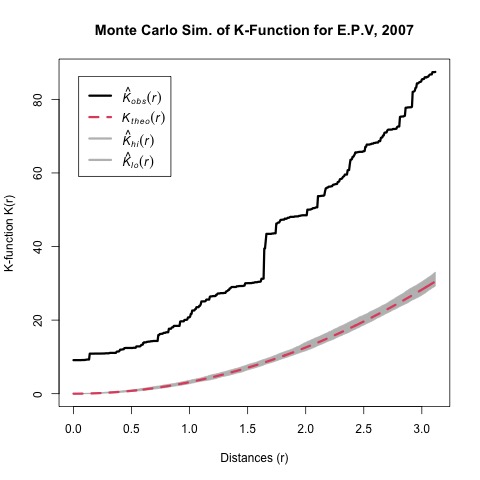 Monte Carlo Sim. of K-Function for E.P.V, 2007
K̂obs(r)
Ktheo(r)
K̂hi(r)
K̂lo(r)
K-function K(r)
80
60
40
20
0
0.0 0.5 1.0 1.5 2.0 2.5 3.0
Distances (r)